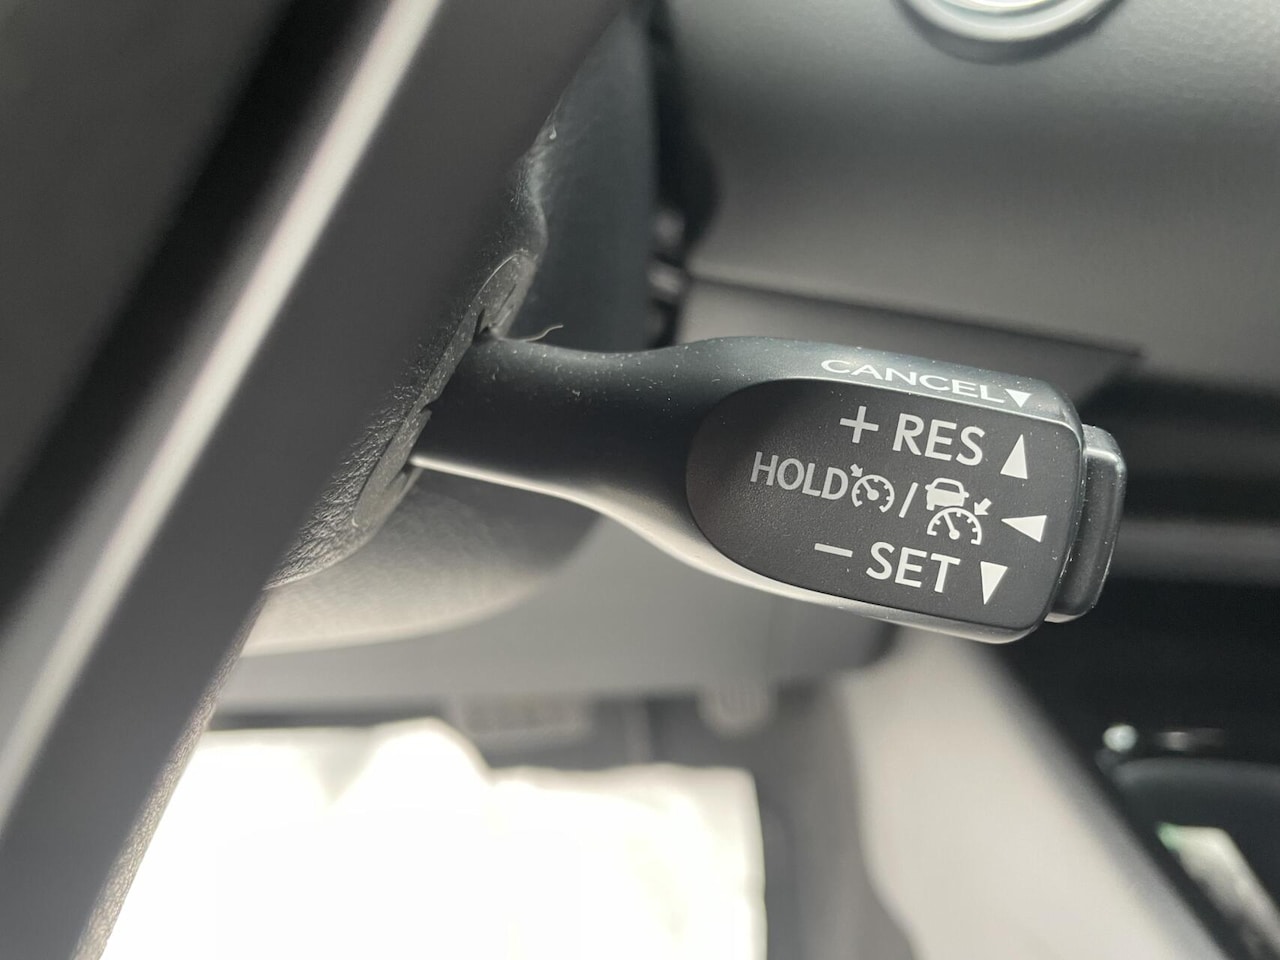 CANCEL▼
+ RES ▲
HOLD / ◀
− SET ▼